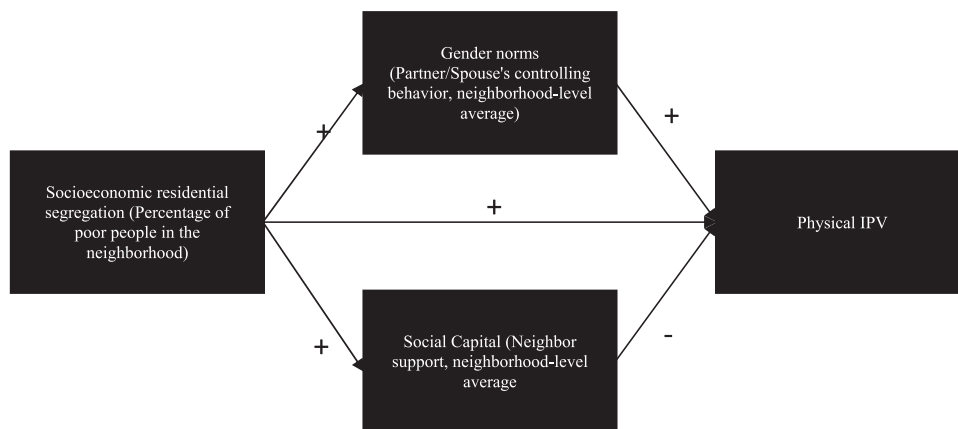 Gender norms
(Partner/Spouse's controlling
behavior, neighborhood-level
average)
+
+
Socioeconomic residential
segregation (Percentage of
poor people in the
neighborhood)
+
Physical IPV
Social Capital (Neighbor
support, neighborhood-level
average
+
-